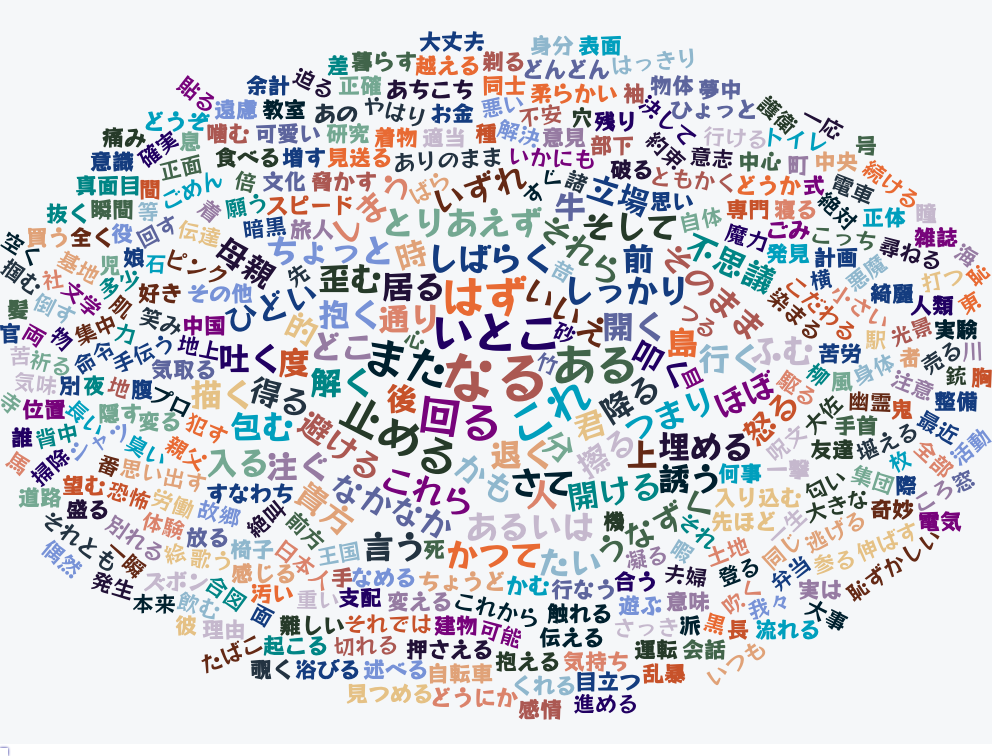 大丈夫
身分 表面
差 暮らす 越える 剃る どんどん はっきり
貼る 余計 迫る 正確 あちこち 同士 柔らかい 袖 物体 夢中
遠慮 教室 あの やはり お金 悪い 不安 穴 残り 決して ひょっと 護衛 一応
どうぞ
痛み 確実 息 噛む 可愛い 研究 着物 適当 種 解決 意見 部下 約束 行ける トイレ 号
意識 正面 食べる 増す 見送る ありのまま いかにも 破る 意志 中心 町 中央 続ける
真面目 間 ごめん 倍 文化 脅かす うつ ばら いずれ すぐ 諸 立場 思い ともかく どうか 式 電車
抜く 瞬間 等 着 願う スピード まし とりあえず 牛 そして 自体 専門 寝る 絶対 正体 瞳
空く 買う 全く 役 回す 伝達 暗黒 旅人 それら 魔力 ごみ こっち 尋ねる 雑誌
掴む 基地 児 娘 石 ピンク 母親 ちょっと 時 しばらく 前 不思議 発見 計画 海
社 多少 先 歪む 居る はず いいえ 昔 しっかり そのまま 横 悪魔 打つ 恥
髪 倒す 文学 肌 好き その他 ひどい 染まる こだわる 小さい 綺麗 人類 東
官 両 物 集中 力 笑み 中国 的 抱く 通り いとこ 砂 開く つる 駅 光景 実験
苦 祈る 命令 手伝う 地上 吐く 度 どこ 心 また なる 竹 ある 叩く 島 行く ふむ 苦労 者 売る 川
気味 別 夜 地 腹 プロ 気取る 解く 目 駆る 柳 風 身体 注意 銃 胸
寺 位置 長い 隠す 変る 描く 得る 後 回る これ 君 降る つまり ほぼ 怒る 大佐 幽霊 鬼 整備
誰 背中 シャツ 臭い 犯す 包む 避ける 止める 呪文 手首 最近
馬 掃除 番 親父 入る 注ぐ 退く 分 擦る 上 埋める 友達 堪える 枚 全部 活動
望む 恐怖 思い出す すなわち これら かも さて 人 開ける 誘う 何事 一撃 匂い 集団 際 ころ 窓
道路 盛る 労働 故郷 貴方 なかなか 入り込む 大きな 奇妙
それとも 別れる 体験 放る 絶目 前方 あるいは 機 うなずく それ 先ほど 一生 逃げる 電気
偶然 一瞬 絵 歌う 椅子 日本人 王国 言う 死 かつて たい 凝る 暇 土地 同じ 伸ばす
発生 ズボン 感じる 手 なめる ちょうど かむ 行なう 合う 夫婦 登る 弁当 参る 恥ずかしい
本来 飲む 合図 汚い 重い 支配 変える これから 触れる 遊ぶ 意味 吹く 我々 実は
彼 理由 面 難しい それでは 建物 可能 伝える さっき 派 黒 長 流れる 大事
たばこ 起こる 切れる 押さえる 抱える 気持ち 運転 会話 いつも
覗く 浴びる 述べる 自転車 くれる 目立つ 乱暴
見つめる どうにか 感情 進める